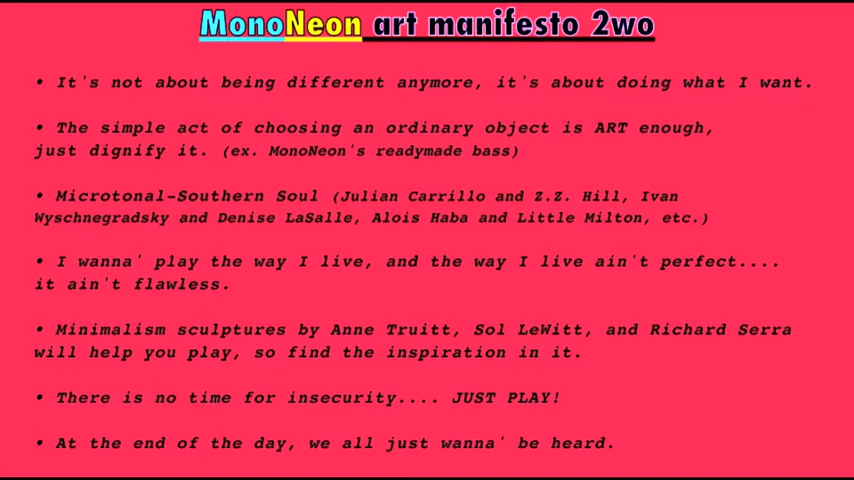 MonoNeon art manifesto 2wo
• It's not about being different anymore, it's about doing what I want.
• The simple act of choosing an ordinary object is ART enough,
just dignify it. (ex. MonoNeon's readymade bass)
• Microtonal-Southern Soul (Julian Carrillo and Z.Z. Hill, Ivan
Wyschnegradsky and Denise LaSalle, Alois Haba and Little Milton, etc.)
• I wanna' play the way I live, and the way I live ain't perfect....
it ain't flawless.
• Minimalism sculptures by Anne Truitt, Sol LeWitt, and Richard Serra
will help you play, so find the inspiration in it.
• There is no time for insecurity.... JUST PLAY!
• At the end of the day, we all just wanna' be heard.